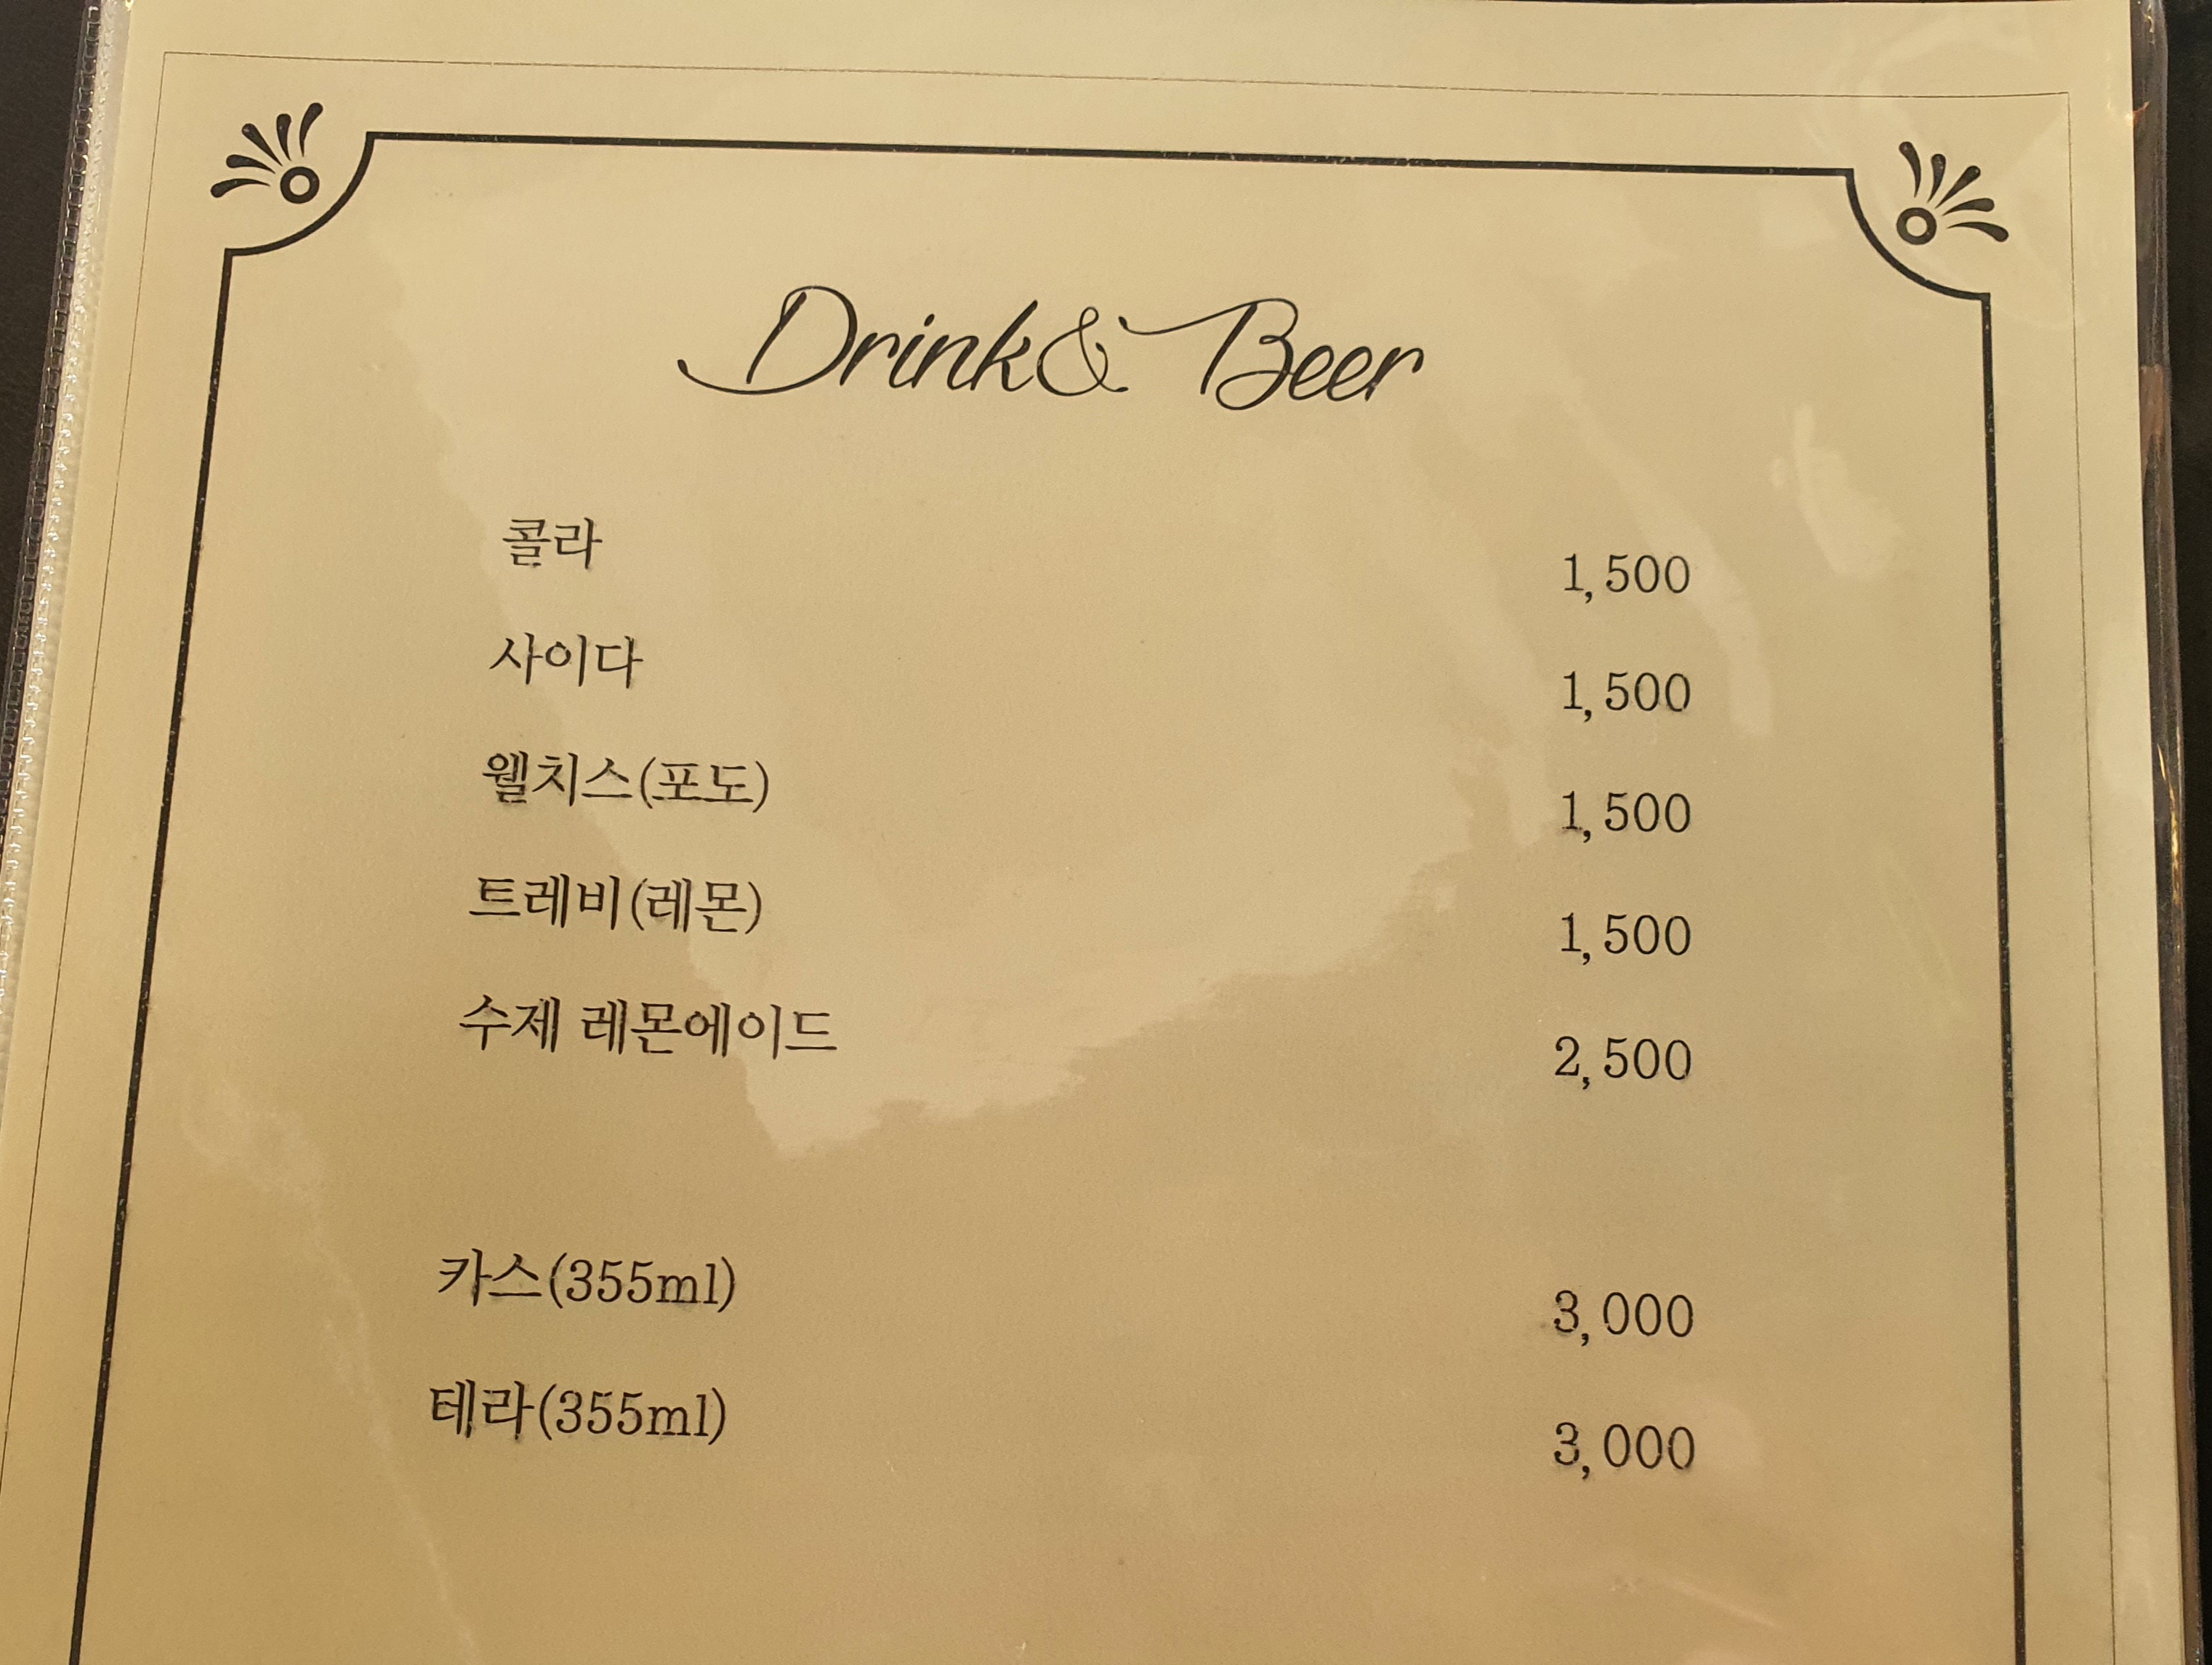 Drink & Beer
콜라 1,500
사이다 1,500
웰치스(포도) 1,500
트레비(레몬) 1,500
수제 레몬에이드 2,500
카스(355ml) 3,000
테라(355ml) 3,000